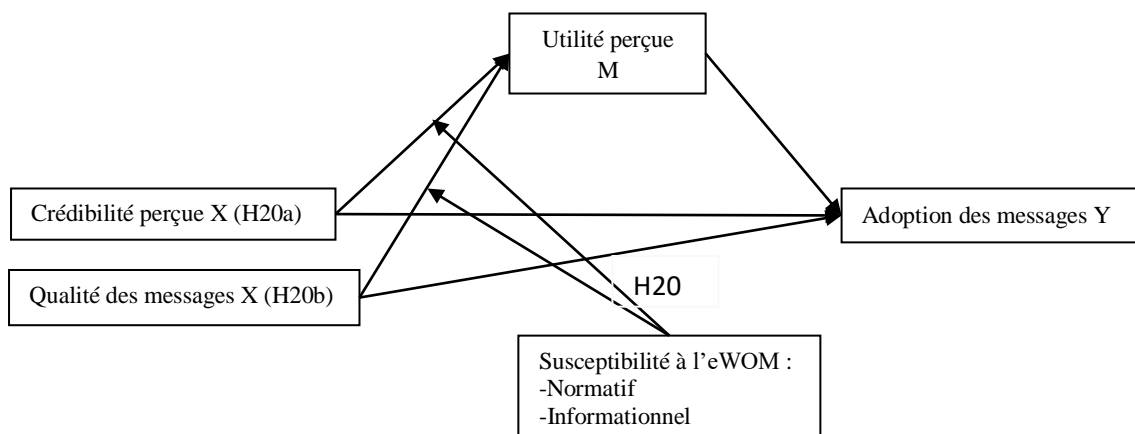 Utilité perçue
M
Crédibilité perçue X (H20a)
Adoption des messages Y
Qualité des messages X (H20b)
H20
Susceptibilité à l’eWOM :
-Normatif
-Informationnel